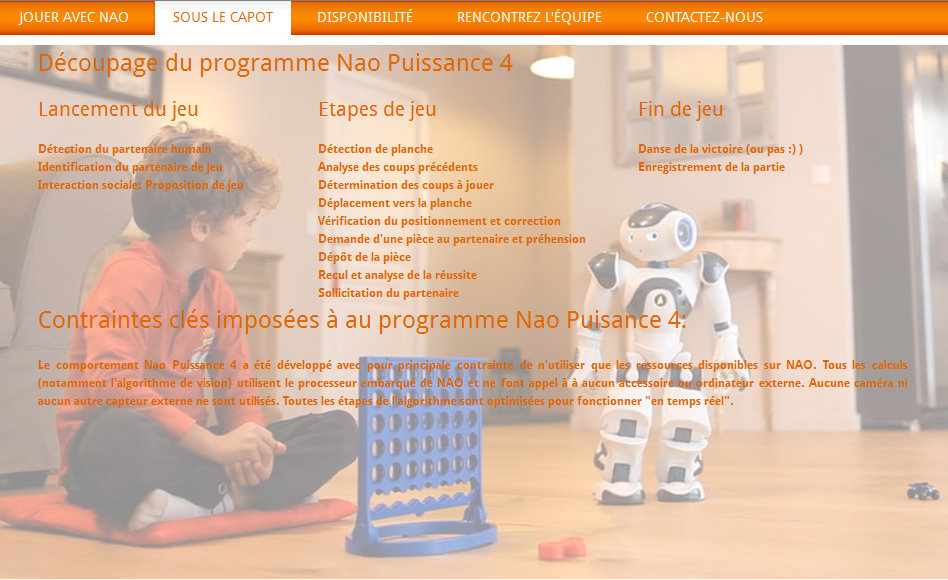 JOUER AVEC NAO SOUS LE CAPOT DISPONIBILITÉ RENCONTREZ L'ÉQUIPE CONTACTEZ-NOUS
Découpage du programme Nao Puissance 4
Lancement du jeu
Détection du partenaire humain
Identification du partenaire de jeu
Interaction sociale: Proposition de jeu
Etapes de jeu
Détection de planche
Analyse des coups précédents
Détermination des coups à jouer
Déplacement vers la planche
Vérification du positionnement et correction
Demande d'une pièce au partenaire et préhension
Dépôt de la pièce
Recul et analyse de la réussite
Sollicitation du partenaire
Fin de jeu
Danse de la victoire (ou pas :) )
Enregistrement de la partie
Contraintes clés imposées à au programme Nao Puisance 4:
Le comportement Nao Puissance 4 a été développé avec pour principale contrainte de n'utiliser que les ressources disponibles sur NAO. Tous les calculs
(notamment l'algorithme de vision) utilisent le processeur embarqué de NAO et ne font appel à à aucun accessoire ou ordinateur externe. Aucune caméra ni
aucun autre capteur externe ne sont utilisés. Toutes les étapes de l'algorithme sont optimisées pour fonctionner "en temps réel".